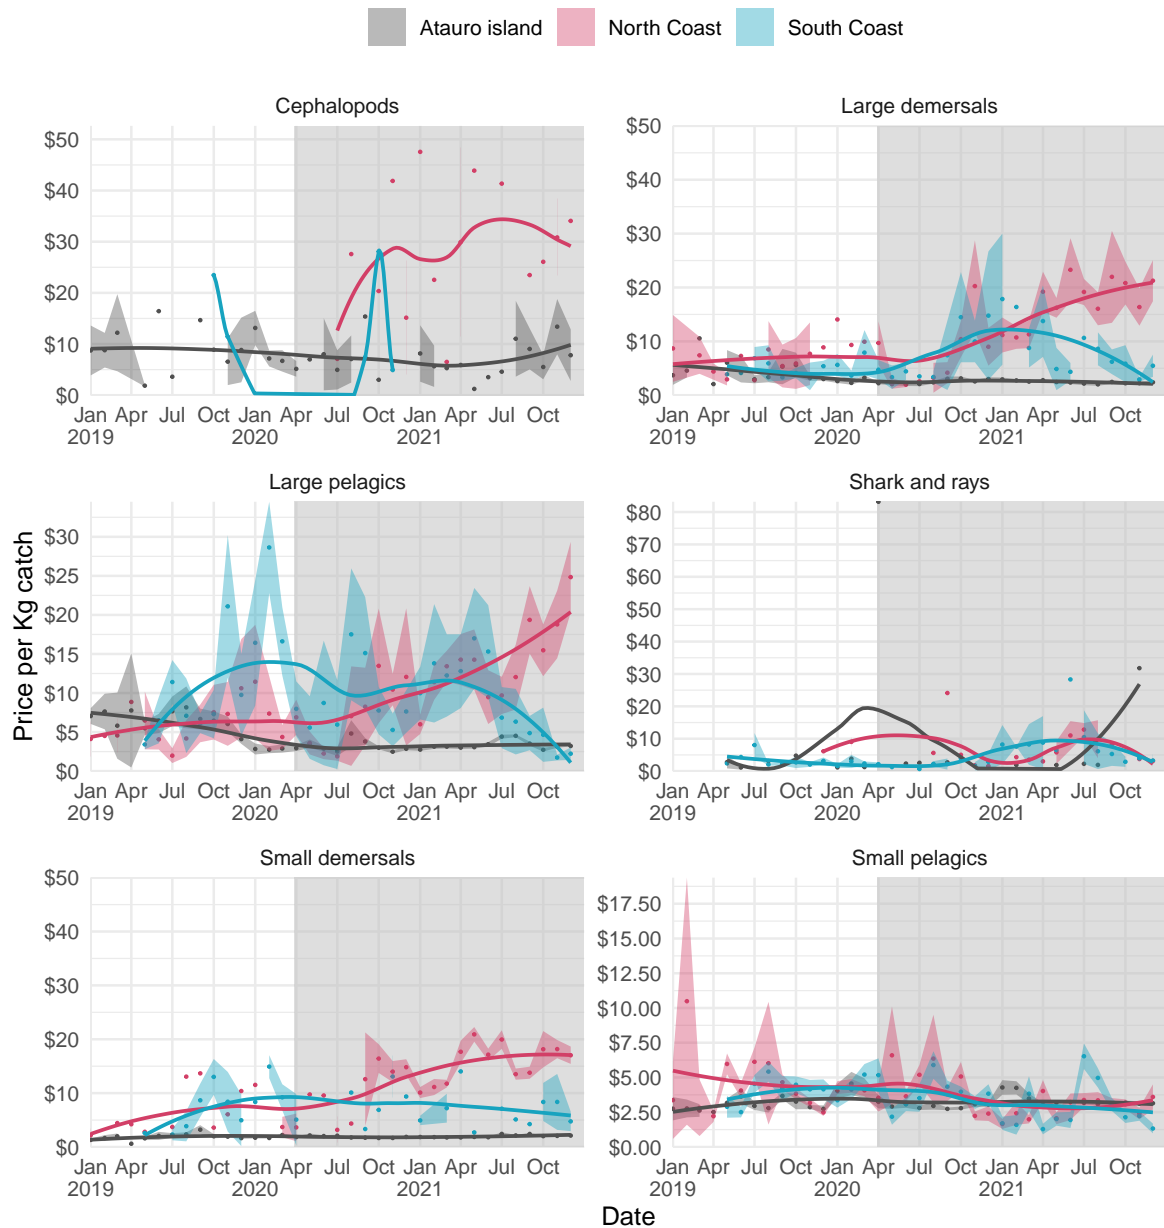 Atauro island North Coast South Coast
Cephalopods
$50
$40
$30
$20
$10
$0
Jan Apr Jul Oct Jan Apr Jul Oct Jan Apr Jul Oct
2019 2020 2021
Large demersals
$50
$40
$30
$20
$10
$0
Jan Apr Jul Oct Jan Apr Jul Oct Jan Apr Jul Oct
2019 2020 2021
Price per Kg catch
Large pelagics
$30
$25
$20
$15
$10
$5
$0
Jan Apr Jul Oct Jan Apr Jul Oct Jan Apr Jul Oct
2019 2020 2021
Shark and rays
$80
$70
$60
$50
$40
$30
$20
$10
$0
Jan Apr Jul Oct Jan Apr Jul Oct Jan Apr Jul Oct
2019 2020 2021
Small demersals
$50
$40
$30
$20
$10
$0
Jan Apr Jul Oct Jan Apr Jul Oct Jan Apr Jul Oct
2019 2020 2021
Small pelagics
$17.50
$15.00
$12.50
$10.00
$7.50
$5.00
$2.50
$0.00
Jan Apr Jul Oct Jan Apr Jul Oct Jan Apr Jul Oct
2019 2020 2021
Date